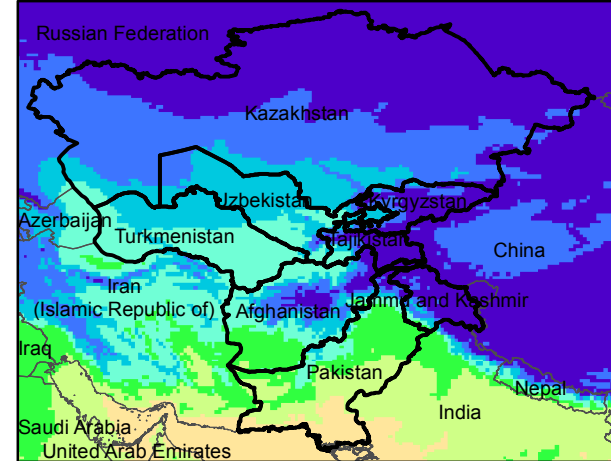 Russian Federation
Kazakhstan
Uzbekistan
Kyrgyzstan
Azerbaijan
Turkmenistan
Tajikistan
China
Iran
(Islamic Republic of)
Afghanistan
Jammu and Kashmir
Iraq
Pakistan
Nepal
India
Saudi Arabia
United Arab Emirates